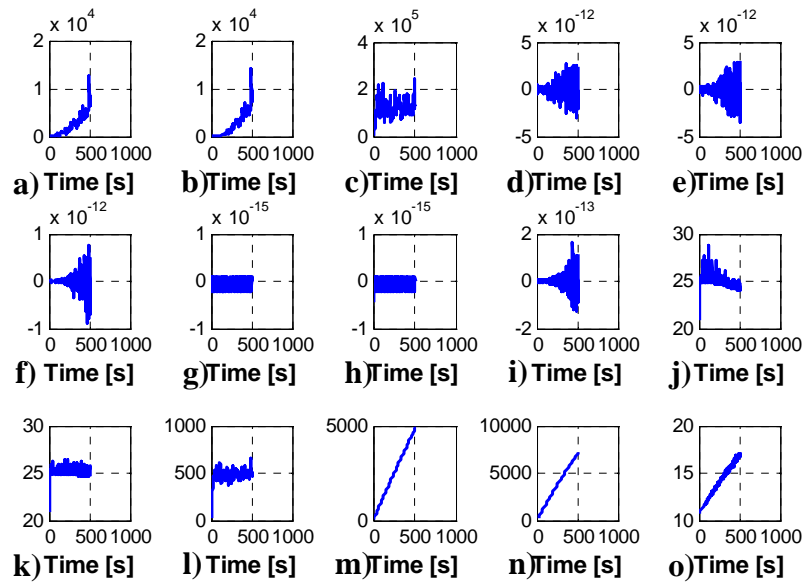 x 10^4 x 10^4 x 10^5 x 10^-12 x 10^-12
2 2 4 5 5
1 1 2 0 0
0 0 0 -5 -5
0 500 1000 0 500 1000 0 500 1000 0 500 1000 0 500 1000
a) Time [s] b) Time [s] c) Time [s] d) Time [s] e) Time [s]
x 10^-12 x 10^-15 x 10^-15 x 10^-13
1 1 1 2 30
0 0 0 0 25
-1 -1 -1 -2 20
0 500 1000 0 500 1000 0 500 1000 0 500 1000 0 500 1000
f) Time [s] g) Time [s] h) Time [s] i) Time [s] j) Time [s]
30 1000 5000 10000 20
25 500 5000 15
20 0 0 0 10
0 500 1000 0 500 1000 0 500 1000 0 500 1000 0 500 1000
k) Time [s] l) Time [s] m) Time [s] n) Time [s] o) Time [s]